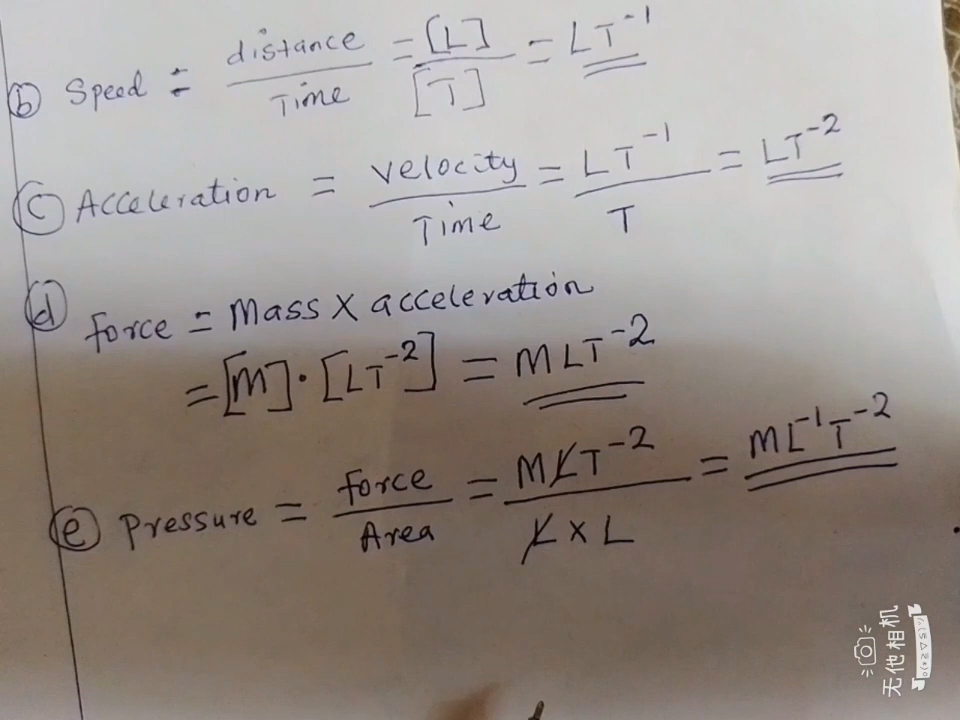 ⓑ Speed = distance/Time = [L]/[T] = LT⁻¹
ⓒ Acceleration = velocity/Time = LT⁻¹/T = LT⁻²
ⓓ force = Mass X acceleration
= [M]·[LT⁻²] = MLT⁻²
ⓔ Pressure = force/Area = MLT⁻²/L X L = ML⁻¹T⁻²
无他相机